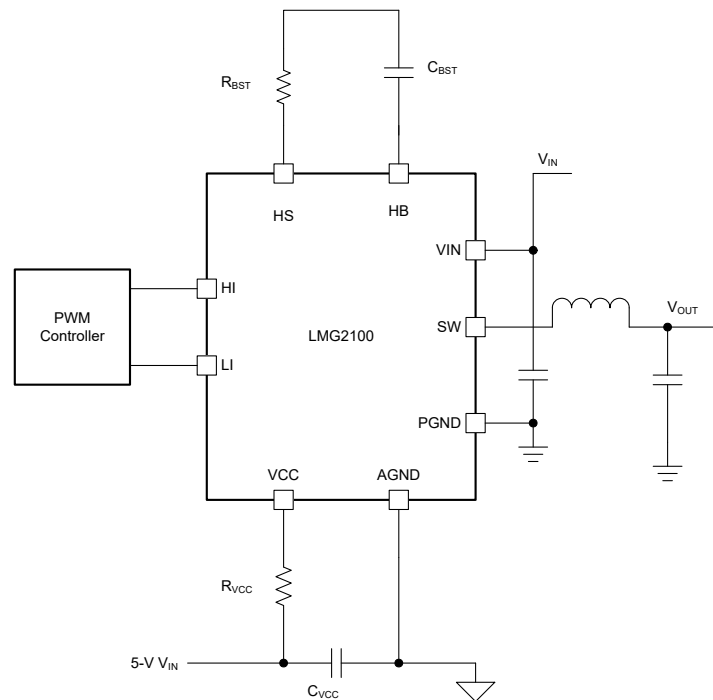 R_BST
C_BST
V_IN
HS
HB
VIN
PWM
Controller
HI
LI
LMG2100
SW
V_OUT
PGND
VCC
AGND
R_VCC
5-V V_IN
C_VCC